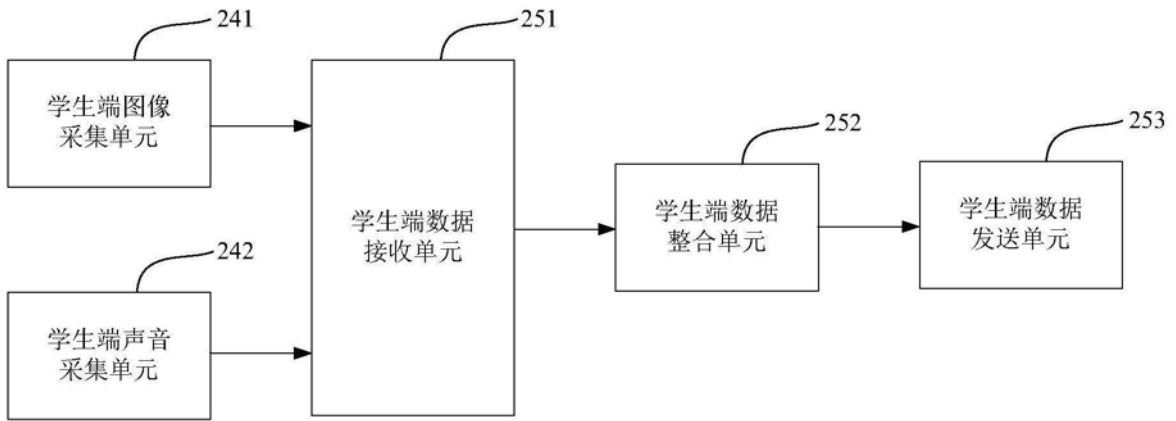 241
学生端图像
采集单元
242
学生端声音
采集单元
251
学生端数据
接收单元
252
学生端数据
整合单元
253
学生端数据
发送单元